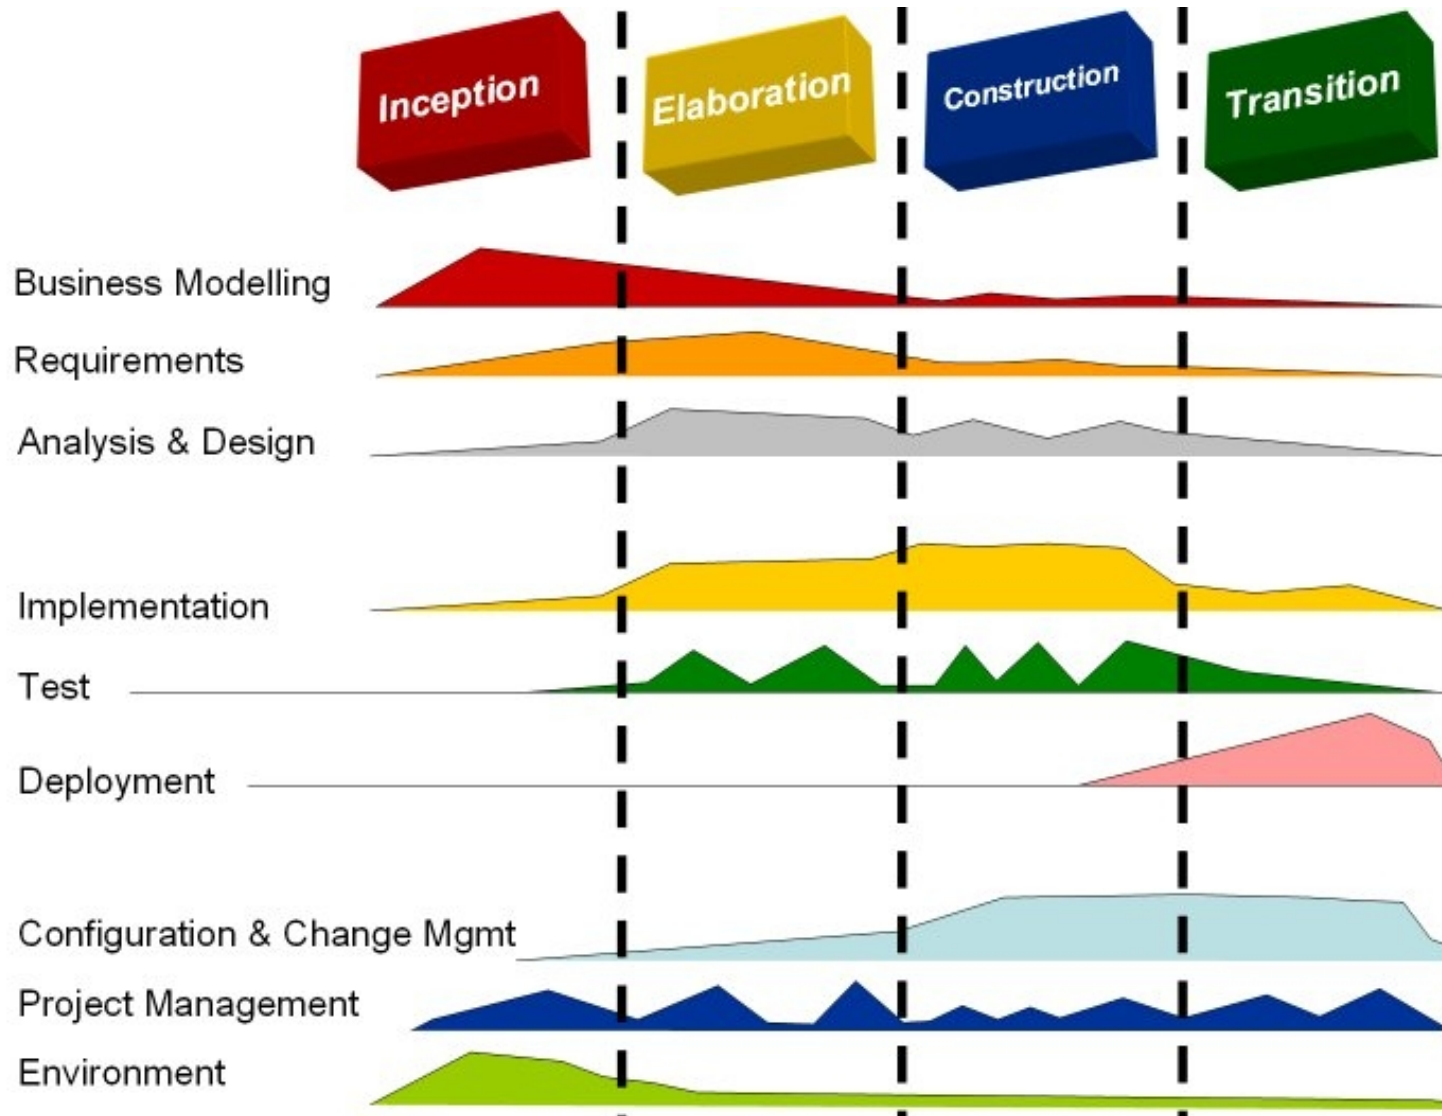 Inception
Elaboration
Construction
Transition
Business Modelling
Requirements
Analysis & Design
Implementation
Test
Deployment
Configuration & Change Mgmt
Project Management
Environment